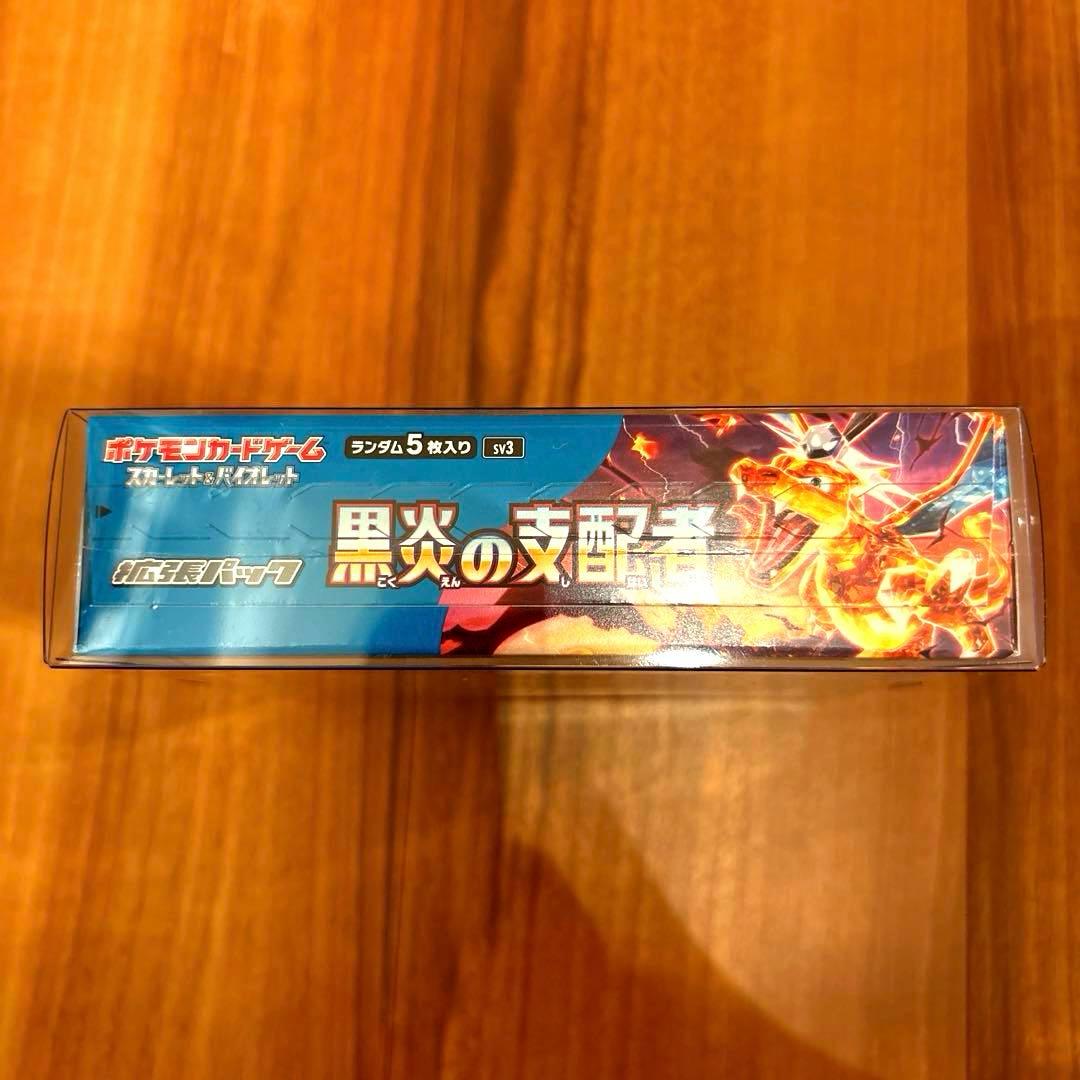 ポケモンカードゲーム
スカーレット&バイオレット
ランダム5枚入り
sv3
拡張パック
黒炎の支配者
こく えん し はい